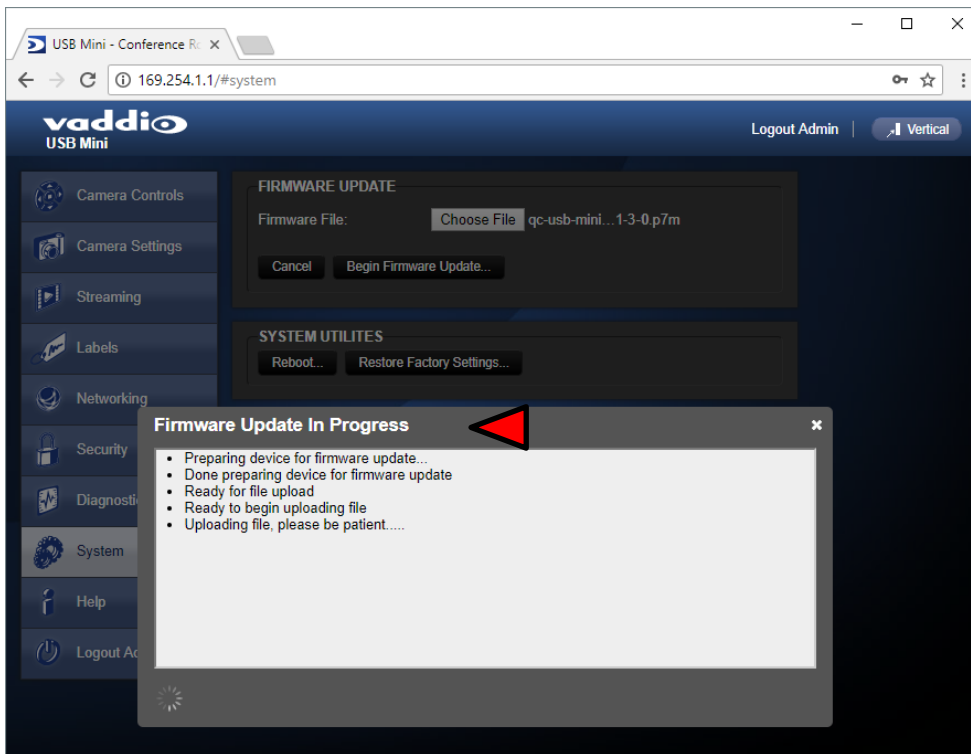 USB Mini - Conference Ro
169.254.1.1/#system
vaddio
USB Mini
Logout Admin
Vertical
Camera Controls
Camera Settings
Streaming
Labels
Networking
Security
Diagnosti
System
Help
Logout Ad
FIRMWARE UPDATE
Firmware File: Choose File qc-usb-mini...1-3-0.p7m
Cancel Begin Firmware Update...
SYSTEM UTILITES
Reboot... Restore Factory Settings...
Firmware Update In Progress
Preparing device for firmware update...
Done preparing device for firmware update
Ready for file upload
Ready to begin uploading file
Uploading file, please be patient.....